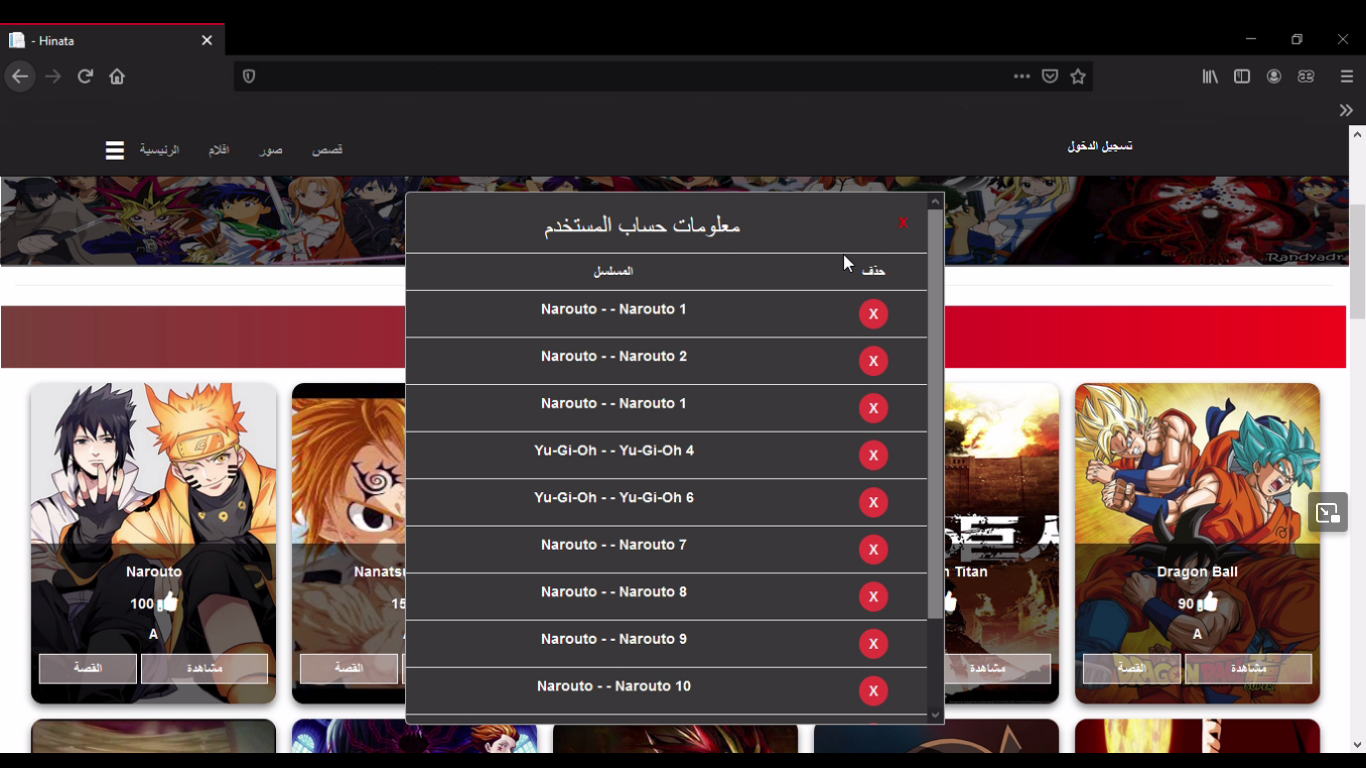 - Hinata
الرئيسية
افلام
صور
قصص
تسجيل الدخول
Randyadr
معلومات حساب المستخدم
X
المسلسل
حذف
Narouto - - Narouto 1
X
Narouto - - Narouto 2
X
Narouto - - Narouto 1
X
Yu-Gi-Oh - - Yu-Gi-Oh 4
X
Yu-Gi-Oh - - Yu-Gi-Oh 6
X
Narouto - - Narouto 7
X
Narouto - - Narouto 8
X
Narouto - - Narouto 9
X
Narouto - - Narouto 10
X
Narouto
100
A
القصة
مشاهدة
القصة
Titan
مشاهدة
Dragon Ball
90
A
القصة
مشاهدة
DRAGON BALL